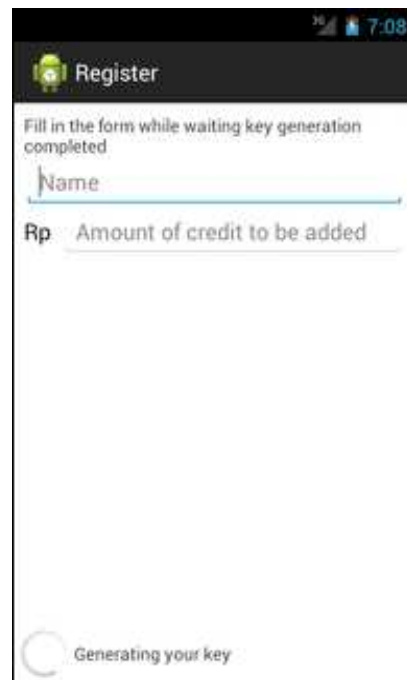 3G 7:08
Register
Fill in the form while waiting key generation
completed
Name
Rp Amount of credit to be added
Generating your key